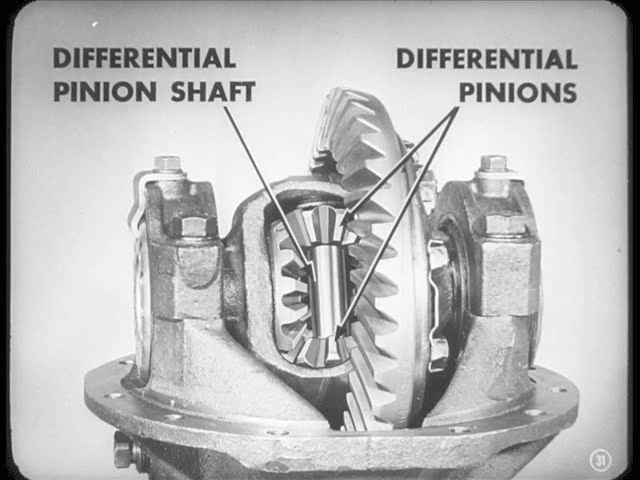 DIFFERENTIAL
PINION SHAFT
DIFFERENTIAL
PINIONS
31